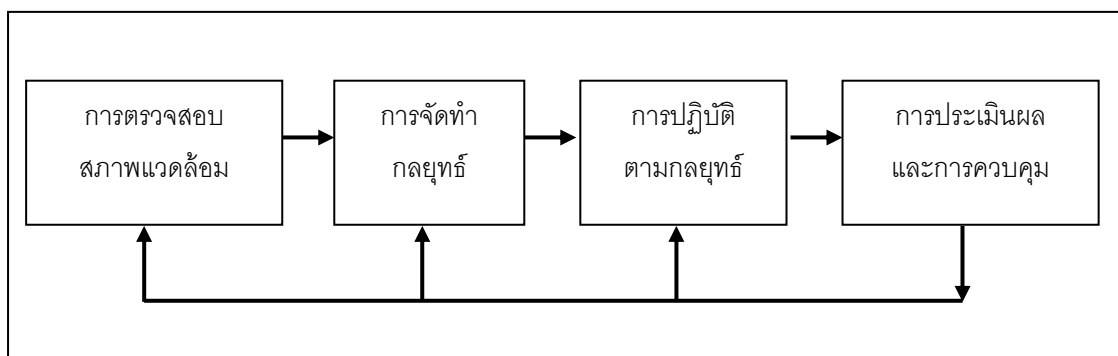 การตรวจสอบ
สภาพแวดล้อม
การจัดทำ
กลยุทธ์
การปฏิบัติ
ตามกลยุทธ์
การประเมินผล
และการควบคุม